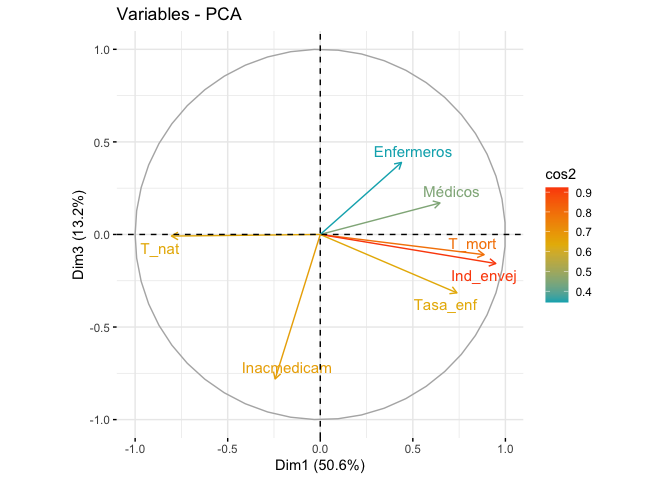 Variables - PCA
1.0
0.5
0.0
-0.5
-1.0
Dim3 (13.2%)
Enfermeros
Médicos
T_nat
T_mort
Ind_envej
Tasa_enf
Inacmedicam
-1.0 -0.5 0.0 0.5 1.0
Dim1 (50.6%)
cos2
0.9
0.8
0.7
0.6
0.5
0.4